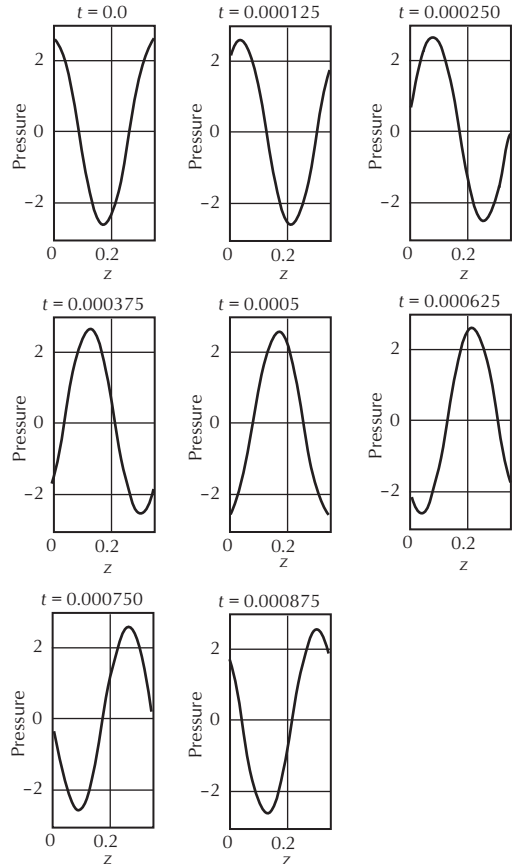 t = 0.0
Pressure
2
0
−2
0
0.2
z
t = 0.000125
Pressure
2
0
−2
0
0.2
z
t = 0.000250
Pressure
2
0
−2
0
0.2
z
t = 0.000375
Pressure
2
0
−2
0
0.2
z
t = 0.0005
Pressure
2
0
−2
0
0.2
z
t = 0.000625
Pressure
2
0
−2
0
0.2
z
t = 0.000750
Pressure
2
0
−2
0
0.2
z
t = 0.000875
Pressure
2
0
−2
0
0.2
z